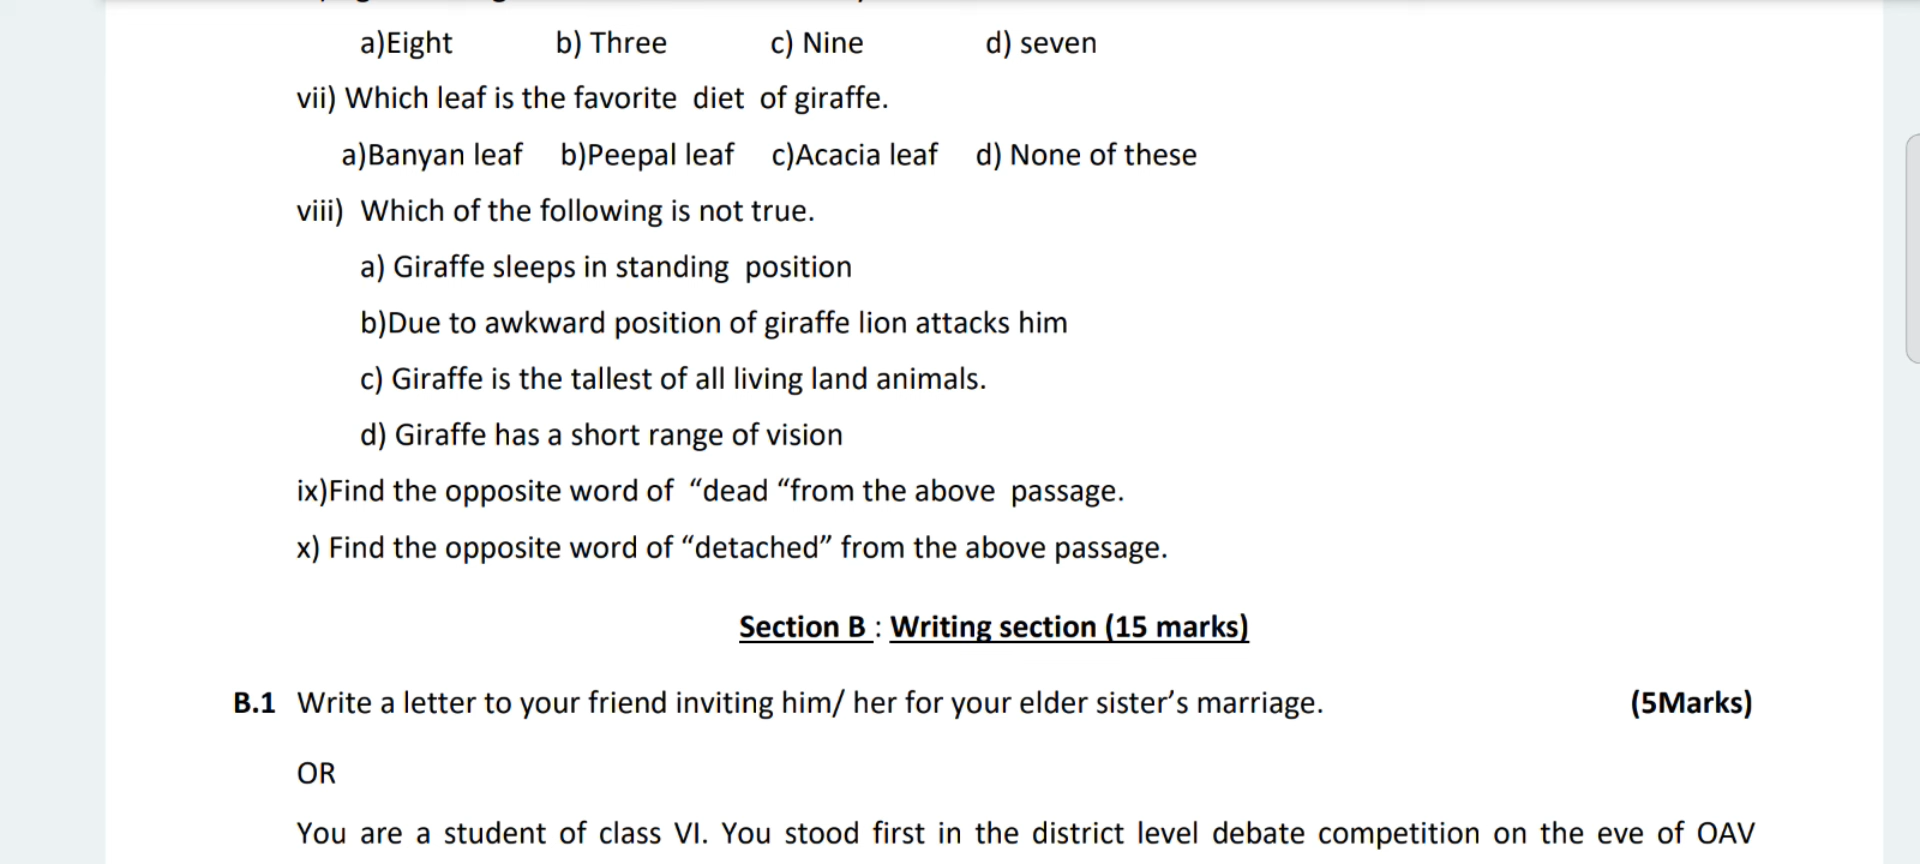 a)Eight b) Three c) Nine d) seven
vii) Which leaf is the favorite diet of giraffe.
a)Banyan leaf b)Peepal leaf c)Acacia leaf d) None of these
viii) Which of the following is not true.
a) Giraffe sleeps in standing position
b)Due to awkward position of giraffe lion attacks him
c) Giraffe is the tallest of all living land animals.
d) Giraffe has a short range of vision
ix)Find the opposite word of “dead “from the above passage.
x) Find the opposite word of “detached” from the above passage.
Section B : Writing section (15 marks)
B.1 Write a letter to your friend inviting him/ her for your elder sister’s marriage. (5Marks)
OR
You are a student of class VI. You stood first in the district level debate competition on the eve of OAV